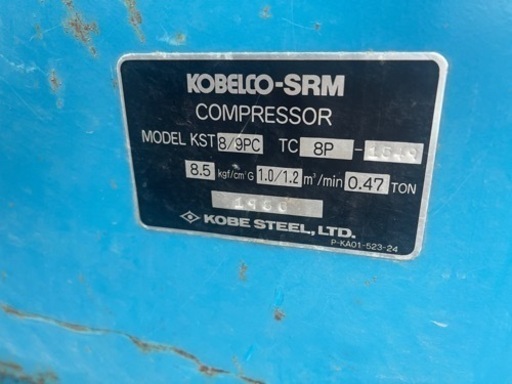 KOBELCO-SRM
COMPRESSOR
MODEL KST 8/9PC TC 8P -
8.5 kgf/cm²G 1.0/1.2 m³/min 0.47 TON
KOBE STEEL, LTD.
P-KA01-523-24